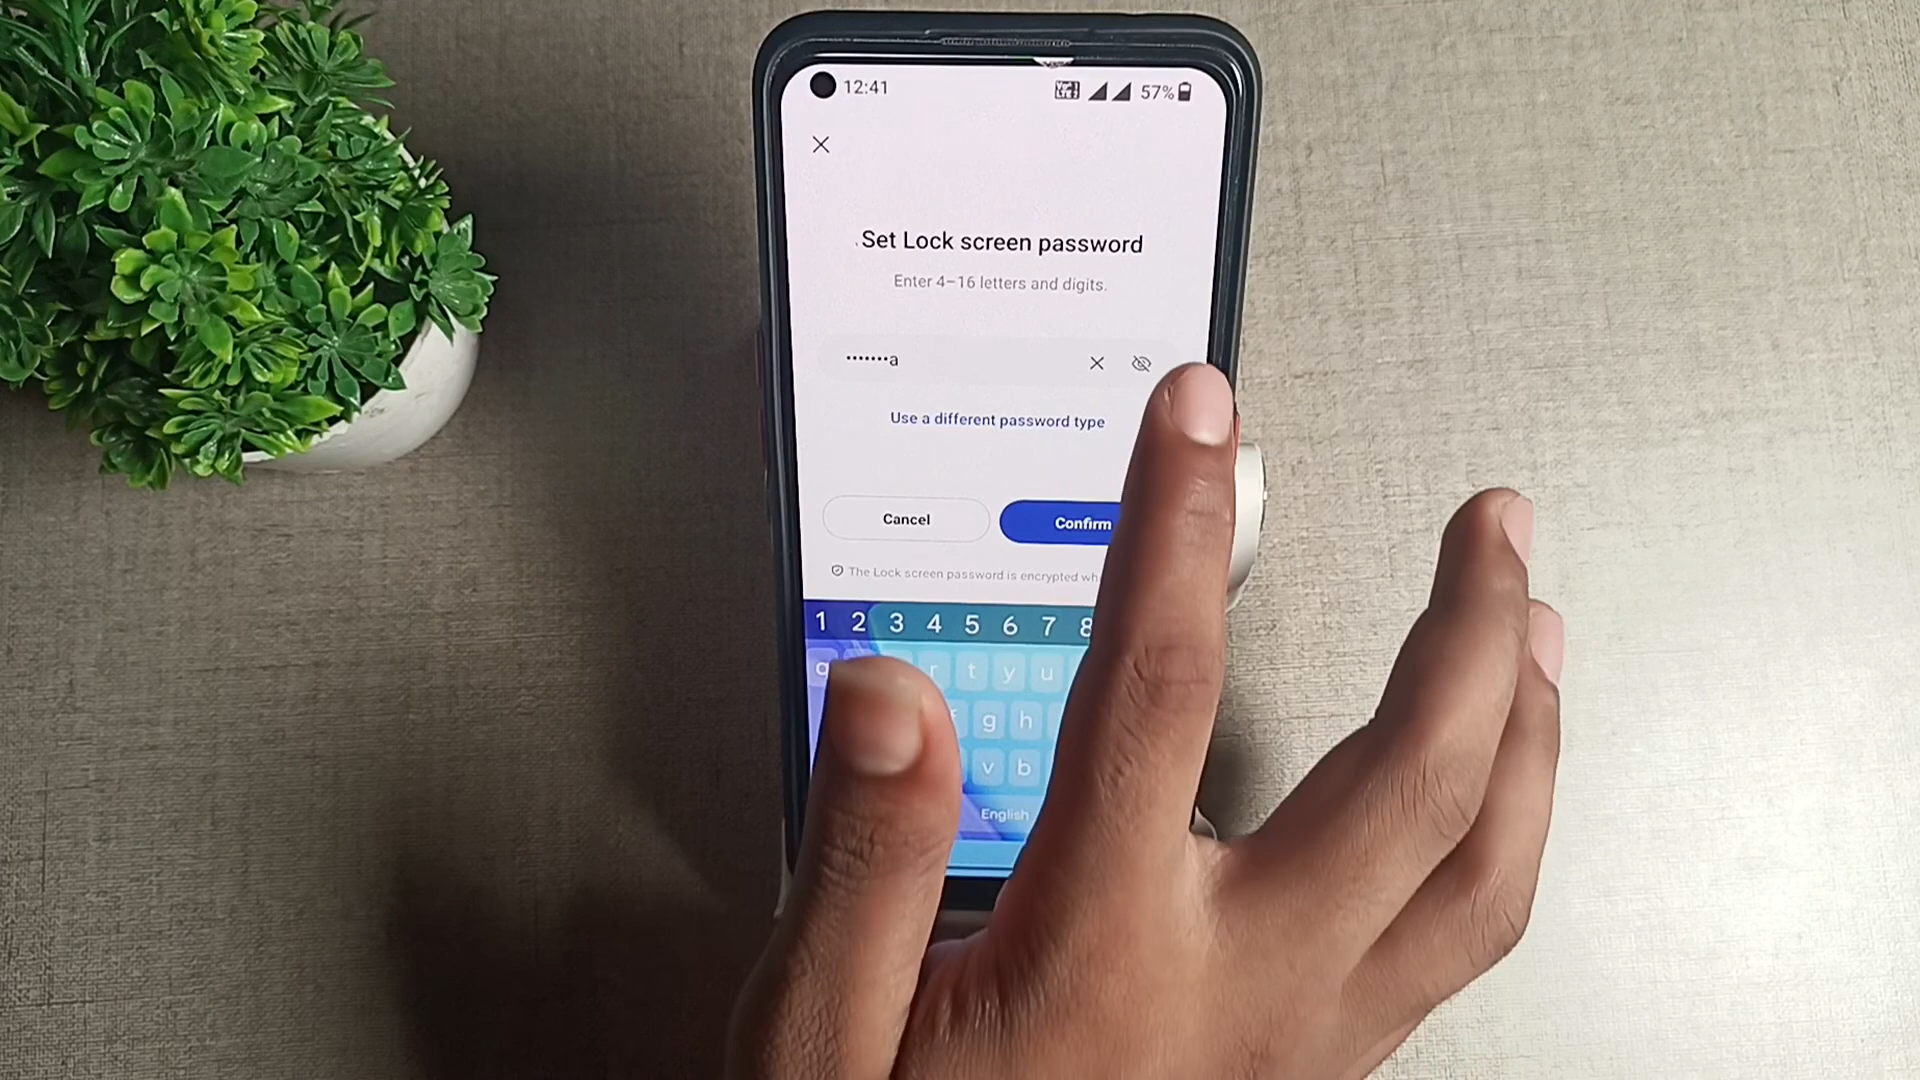 12:41
57%
Set Lock screen password
Enter 4–16 letters and digits.
•••••••a
Use a different password type
Cancel
Confirm
The Lock screen password is encrypted
1 2 3 4 5 6 7 8
r t y u
g h
v b
English